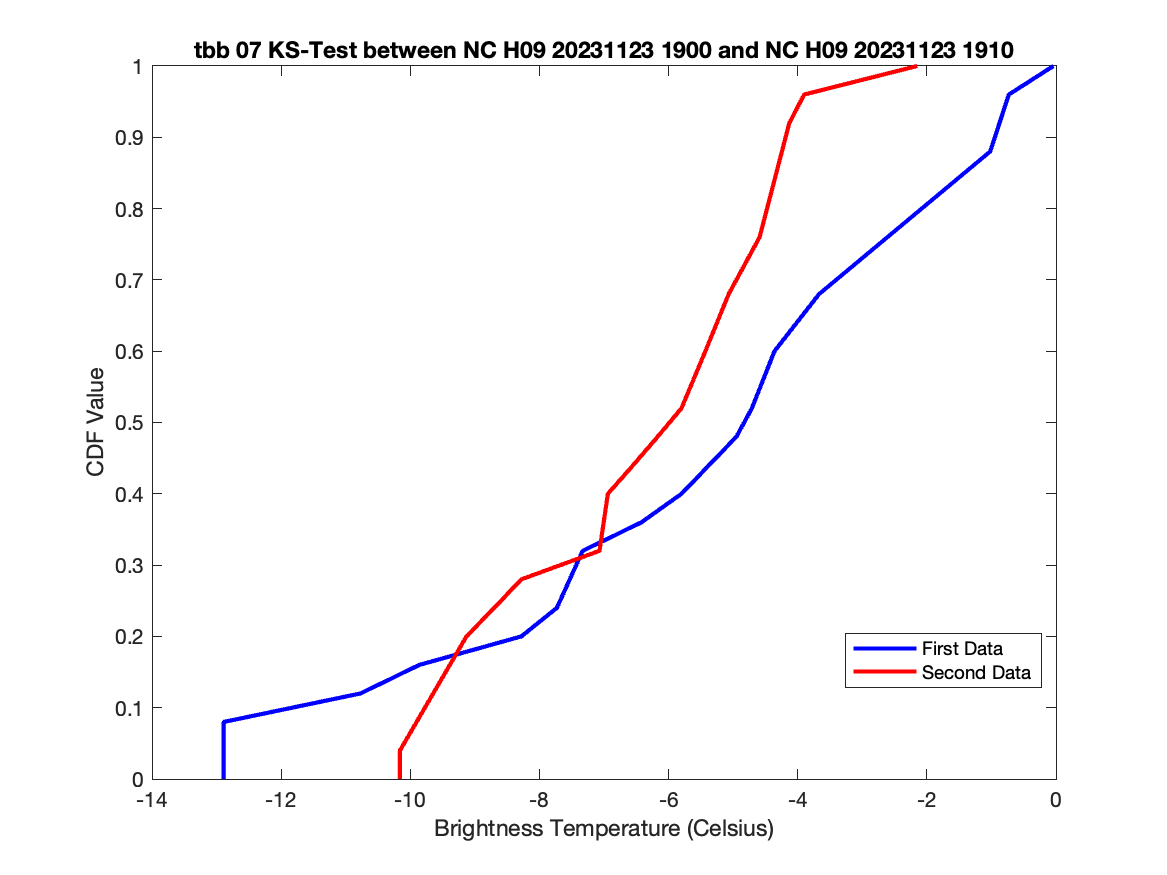 tbb 07 KS-Test between NC H09 20231123 1900 and NC H09 20231123 1910
1
0.9
0.8
0.7
0.6
0.5
0.4
0.3
0.2
0.1
0
CDF Value
First Data
Second Data
-14 -12 -10 -8 -6 -4 -2 0
Brightness Temperature (Celsius)